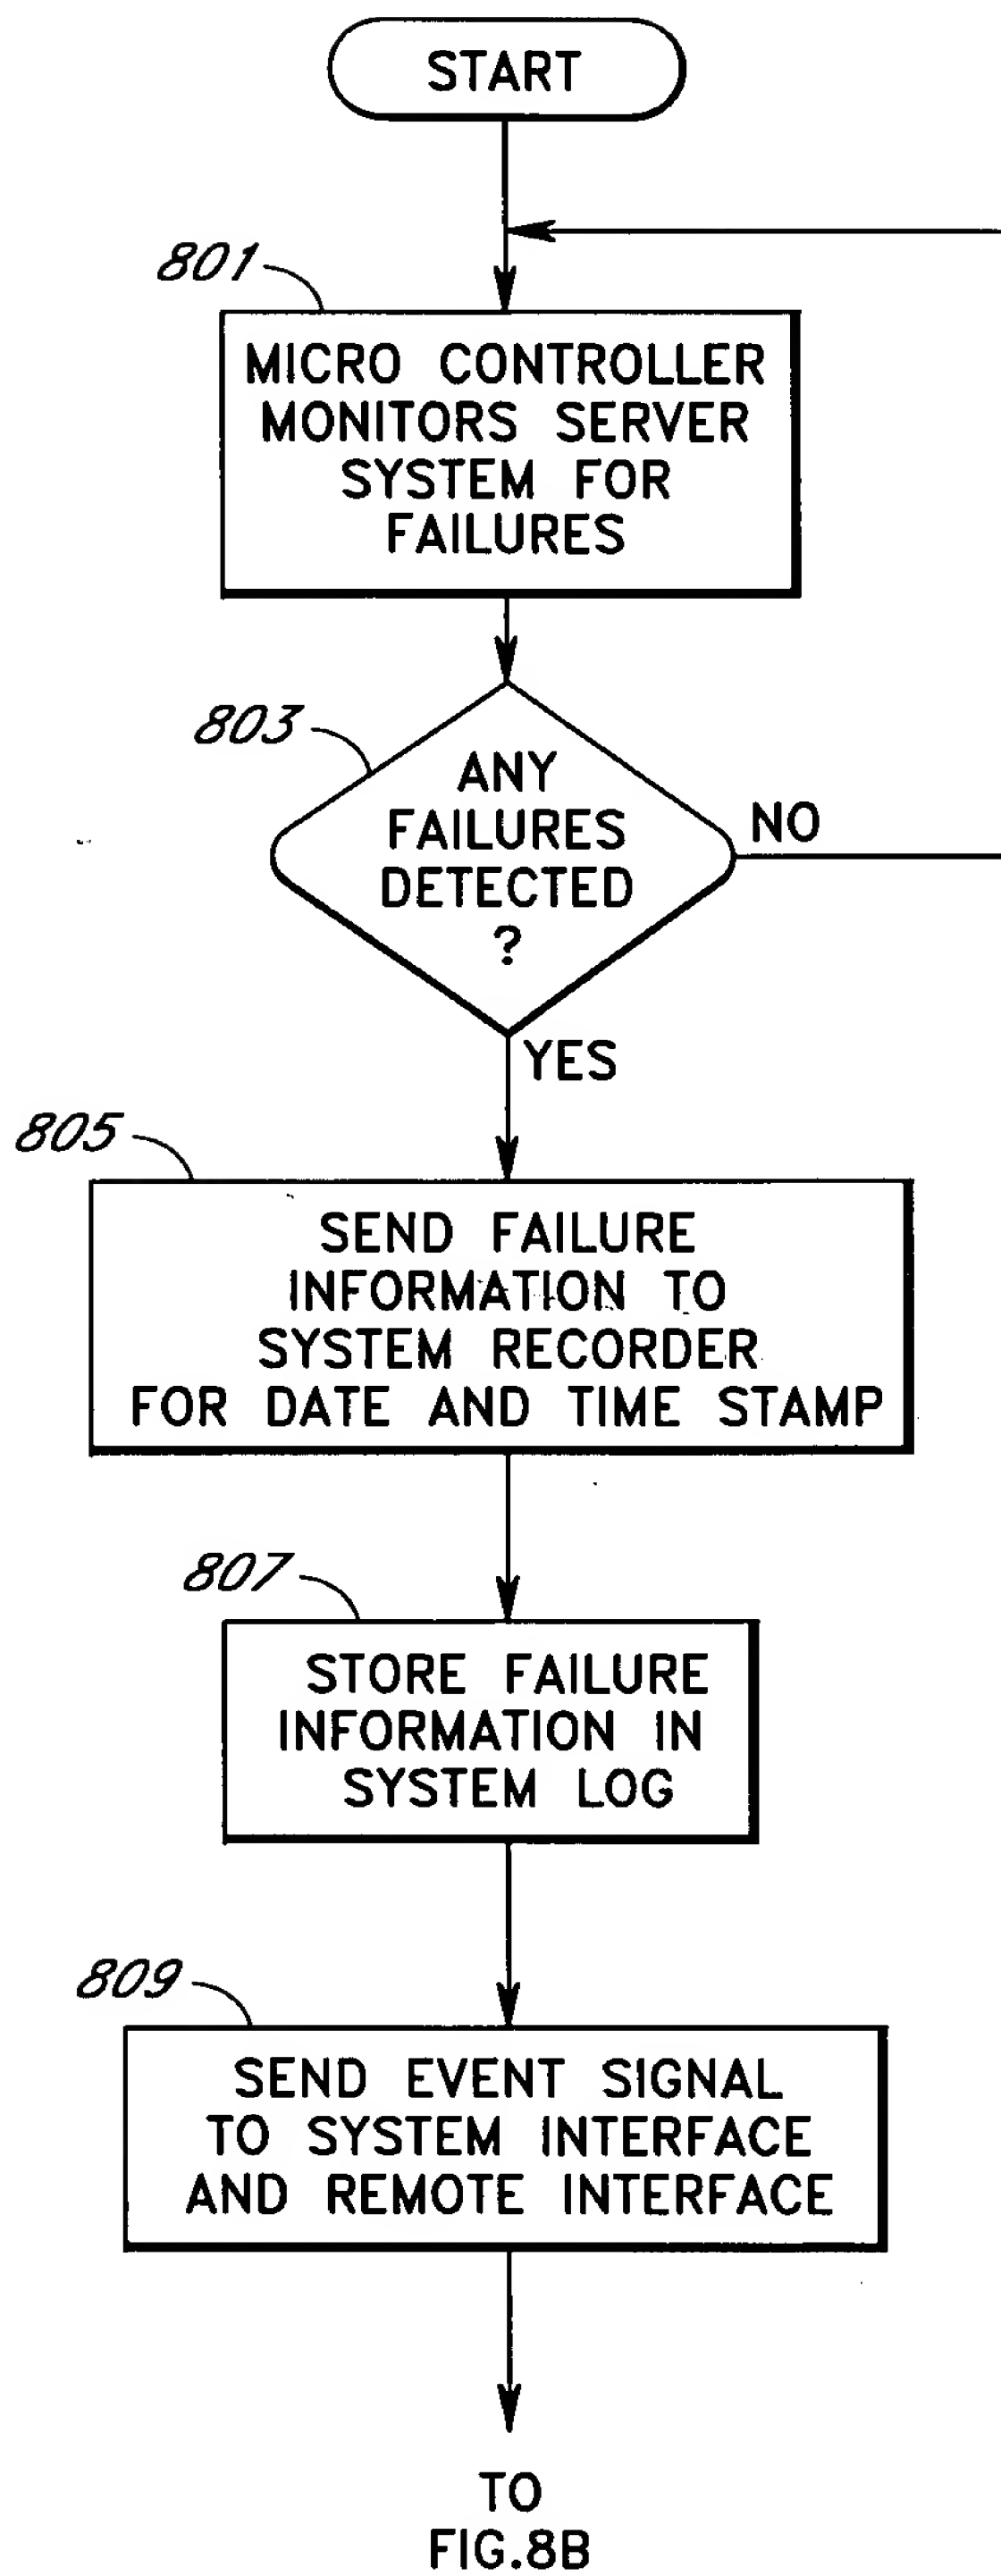 START
801
MICRO CONTROLLER
MONITORS SERVER
SYSTEM FOR
FAILURES
803
ANY
FAILURES
DETECTED
?
NO
YES
805
SEND FAILURE
INFORMATION TO
SYSTEM RECORDER
FOR DATE AND TIME STAMP
807
STORE FAILURE
INFORMATION IN
SYSTEM LOG
809
SEND EVENT SIGNAL
TO SYSTEM INTERFACE
AND REMOTE INTERFACE
TO
FIG.8B